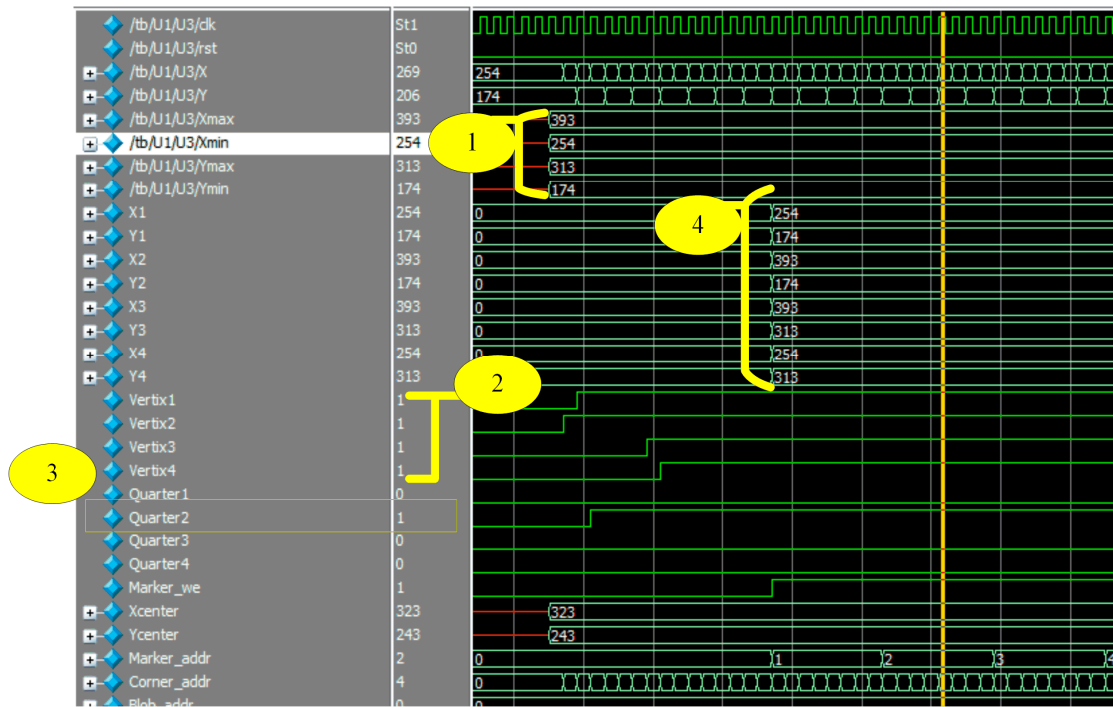 /tb/U1/U3/clk St1
/tb/U1/U3/rst St0
/tb/U1/U3/X 269 254
/tb/U1/U3/Y 206 174
/tb/U1/U3/Xmax 393 393
/tb/U1/U3/Xmin 254 1 254
/tb/U1/U3/Ymax 313 313
/tb/U1/U3/Ymin 174 174
X1 254 0 4 254
Y1 174 0 174
X2 393 0 393
Y2 174 0 174
X3 393 0 393
Y3 313 0 313
X4 254 0 254
Y4 313 2 313
Vertix1 1
Vertix2 1
Vertix3 1
3 Vertix4 1
Quarter1 0
Quarter2 1
Quarter3 0
Quarter4 0
Marker_we 1
Xcenter 323 323
Ycenter 243 243
Marker_addr 2 0 1 2 3 4
Corner_addr 4 0
Blob_addr 0 0